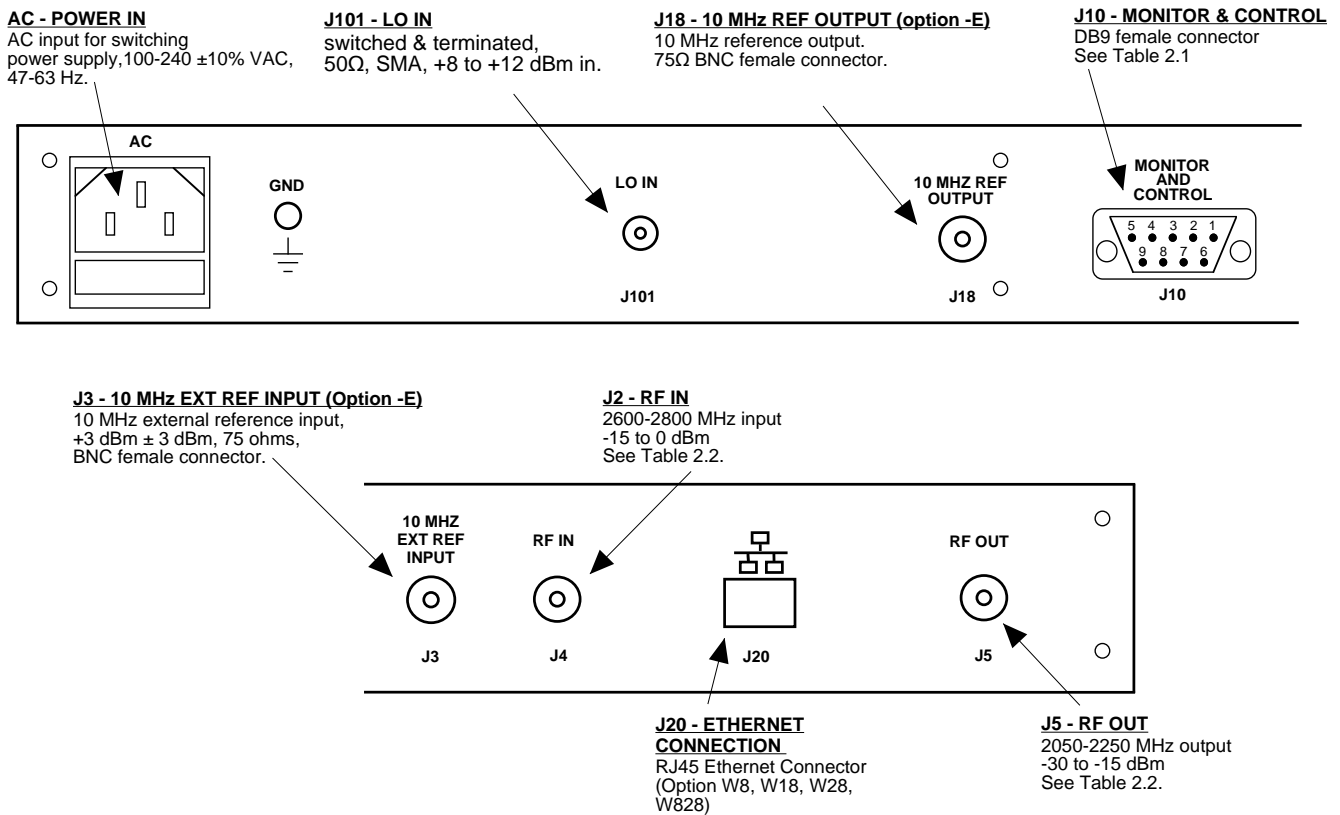 AC - POWER IN
AC input for switching
power supply,100-240 ±10% VAC,
47-63 Hz.
J101 - LO IN
switched & terminated,
50Ω, SMA, +8 to +12 dBm in.
J18 - 10 MHz REF OUTPUT (option -E)
10 MHz reference output.
75Ω BNC female connector.
J10 - MONITOR & CONTROL
DB9 female connector
See Table 2.1
AC
GND
LO IN
J101
10 MHZ REF
OUTPUT
J18
MONITOR
AND
CONTROL
5 4 3 2 1
9 8 7 6
J10
J3 - 10 MHz EXT REF INPUT (Option -E)
10 MHz external reference input,
+3 dBm ± 3 dBm, 75 ohms,
BNC female connector.
J2 - RF IN
2600-2800 MHz input
-15 to 0 dBm
See Table 2.2.
10 MHZ
EXT REF
INPUT
J3
RF IN
J4
J20
RF OUT
J5
J20 - ETHERNET
CONNECTION
RJ45 Ethernet Connector
(Option W8, W18, W28,
W828)
J5 - RF OUT
2050-2250 MHz output
-30 to -15 dBm
See Table 2.2.